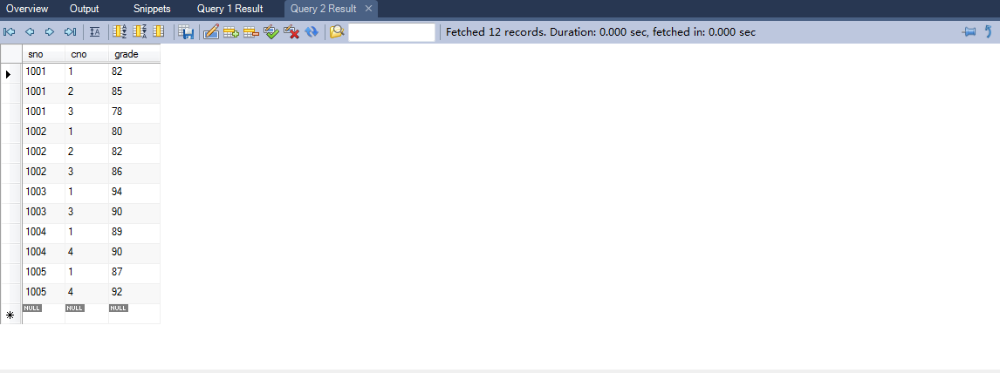 Overview Output Snippets Query 1 Result Query 2 Result
Fetched 12 records. Duration: 0.000 sec, fetched in: 0.000 sec
sno cno grade
1001 1 82
1001 2 85
1001 3 78
1002 1 80
1002 2 82
1002 3 86
1003 1 94
1003 3 90
1004 1 89
1004 4 90
1005 1 87
1005 4 92
NULL NULL NULL